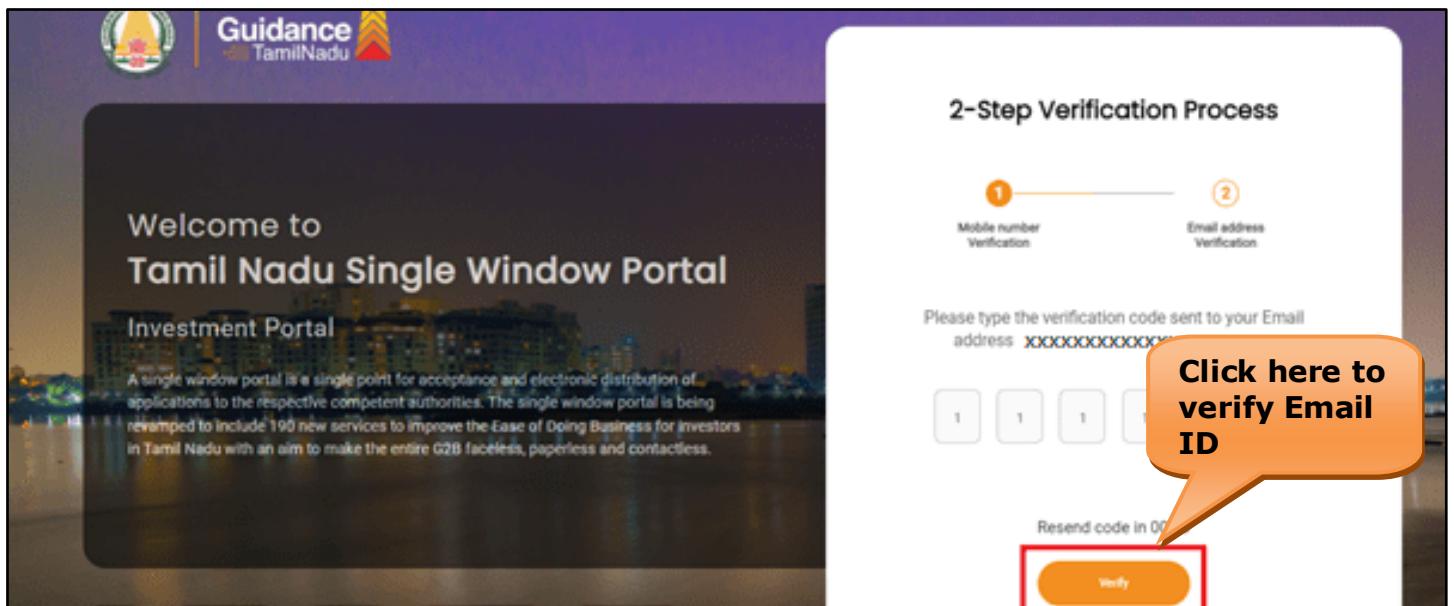 Guidance
TamilNadu
Welcome to
Tamil Nadu Single Window Portal
Investment Portal
A single window portal is a single point for acceptance and electronic distribution of
applications to the respective competent authorities. The single window portal is being
revamped to include 190 new services to improve the Ease of Doing Business for investors
in Tamil Nadu with an aim to make the entire G2B faceless, paperless and contactless.
2-Step Verification Process
1
2
Mobile number
Verification
Email address
Verification
Please type the verification code sent to your Email
address XXXXXXXXXXXXX
1 1 1 1
Click here to
verify Email
ID
Resend code in 00
Verify